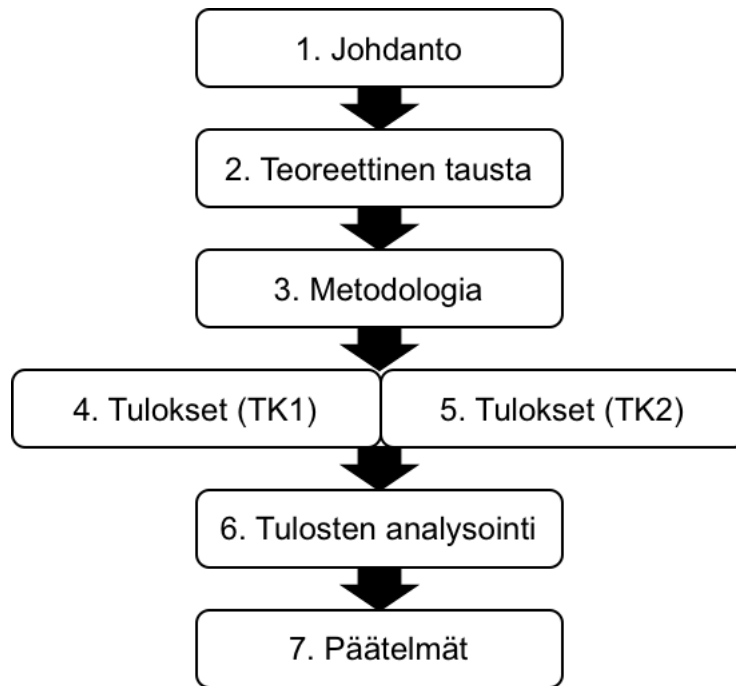 1. Johdanto
2. Teoreettinen tausta
3. Metodologia
4. Tulokset (TK1)
5. Tulokset (TK2)
6. Tulosten analysointi
7. Päätelmät